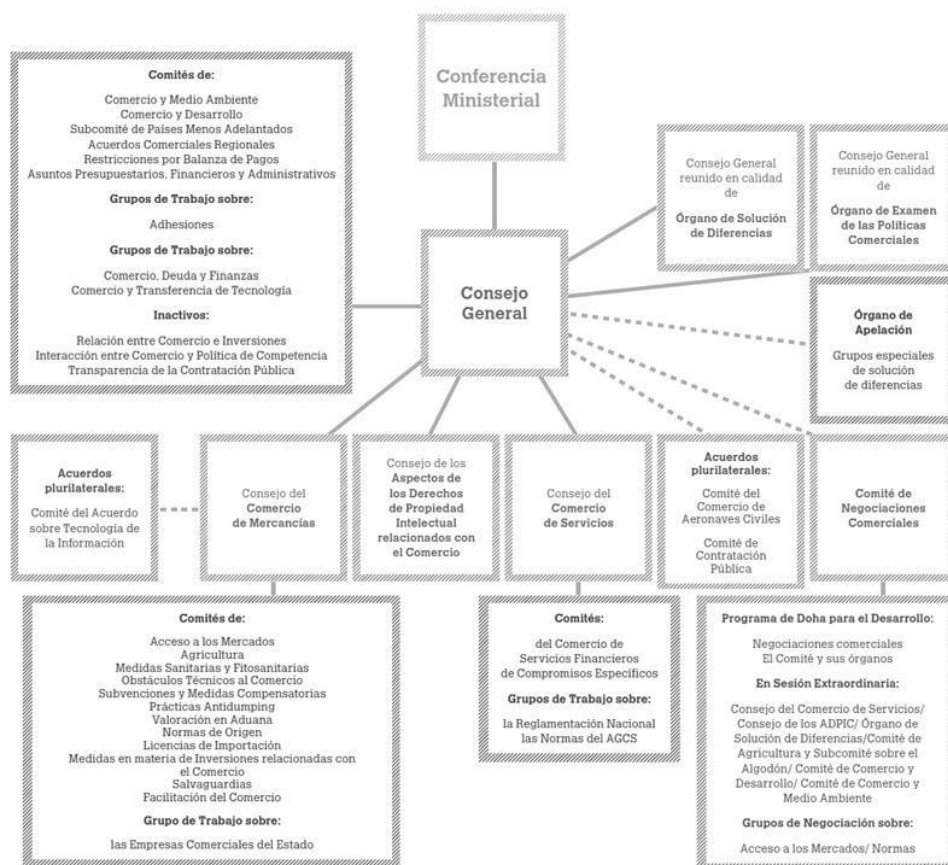 Conferencia
Ministerial
Comités de:
Comercio y Medio Ambiente
Comercio y Desarrollo
Subcomité de Países Menos Adelantados
Acuerdos Comerciales Regionales
Restricciones por Balanza de Pagos
Asuntos Presupuestarios, Financieros y Administrativos
Grupos de Trabajo sobre:
Adhesiones
Grupos de Trabajo sobre:
Comercio, Deuda y Finanzas
Comercio y Transferencia de Tecnología
Inactivos:
Relación entre Comercio e Inversiones
Interacción entre Comercio y Política de Competencia
Transparencia de la Contratación Pública
Consejo
General
Consejo General
reunido en calidad
de
Órgano de Solución
de Diferencias
Consejo General
reunido en calidad
de
Órgano de Examen
de las Políticas
Comerciales
Órgano de
Apelación
Grupos especiales
de solución
de diferencias
Acuerdos
plurilaterales:
Comité del Acuerdo
sobre Tecnología de
la Información
Consejo del
Comercio
de Mercancías
Consejo de los
Aspectos de
los Derechos
de Propiedad
Intelectual
relacionados con
el Comercio
Consejo del
Comercio
de Servicios
Acuerdos
plurilaterales:
Comité del
Comercio de
Aeronaves Civiles
Comité de
Contratación
Pública
Comité de
Negociaciones
Comerciales
Comités de:
Acceso a los Mercados
Agricultura
Medidas Sanitarias y Fitosanitarias
Obstáculos Técnicos al Comercio
Subvenciones y Medidas Compensatorias
Prácticas Antidumping
Valoración en Aduana
Normas de Origen
Licencias de Importación
Medidas en materia de Inversiones relacionadas con
el Comercio
Salvaguardias
Facilitación del Comercio
Grupo de Trabajo sobre:
las Empresas Comerciales del Estado
Comités:
del Comercio de
Servicios Financieros
de Compromisos Específicos
Grupos de Trabajo sobre:
la Reglamentación Nacional
las Normas del AGCS
Programa de Doha para el Desarrollo:
Negociaciones comerciales
El Comité y sus órganos
En Sesión Extraordinaria:
Consejo del Comercio de Servicios/
Consejo de los ADPIC/ Órgano de
Solución de Diferencias/Comité de
Agricultura y Subcomité sobre el
Algodón/ Comité de Comercio y
Desarrollo/ Comité de Comercio y
Medio Ambiente
Grupos de Negociación sobre:
Acceso a los Mercados/ Normas